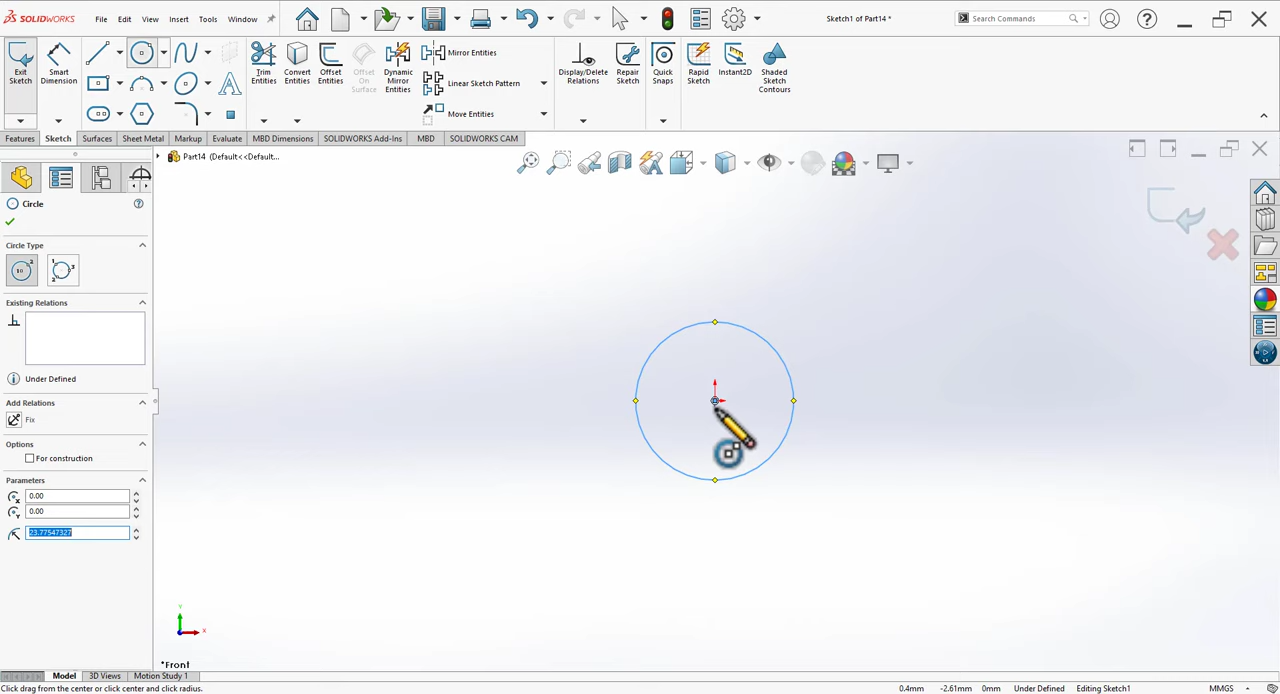 SOLIDWORKS File Edit View Insert Tools Window Sketch1 of Part14 * Search Commands
Exit Sketch
Smart Dimension
Trim Entities
Convert Entities
Offset Entities
Offset On Surface
Dynamic Mirror Entities
Mirror Entities
Linear Sketch Pattern
Move Entities
Display/Delete Relations
Repair Sketch
Quick Snaps
Rapid Sketch
Instant2D
Shaded Sketch Contours
Features Sketch Surfaces Sheet Metal Markup Evaluate MBD Dimensions SOLIDWORKS Add-Ins MBD SOLIDWORKS CAM
Part14 (Default<<Default...
Circle
Circle Type
Existing Relations
Under Defined
Add Relations
Fix
Options
For construction
Parameters
0.00
0.00
23.77547327
Y
X
*Front
Model 3D Views Motion Study 1
Click drag from the center or click center and click radius. 0.4mm -2.61mm 0mm Under Defined Editing Sketch1 MMGS